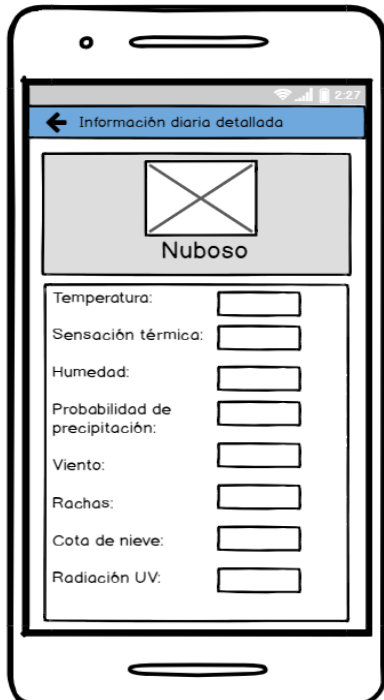 2:27
Información diaria detallada
Nuboso
Temperatura:
Sensación térmica:
Humedad:
Probabilidad de
precipitación:
Viento:
Rachas:
Cota de nieve:
Radiación UV: